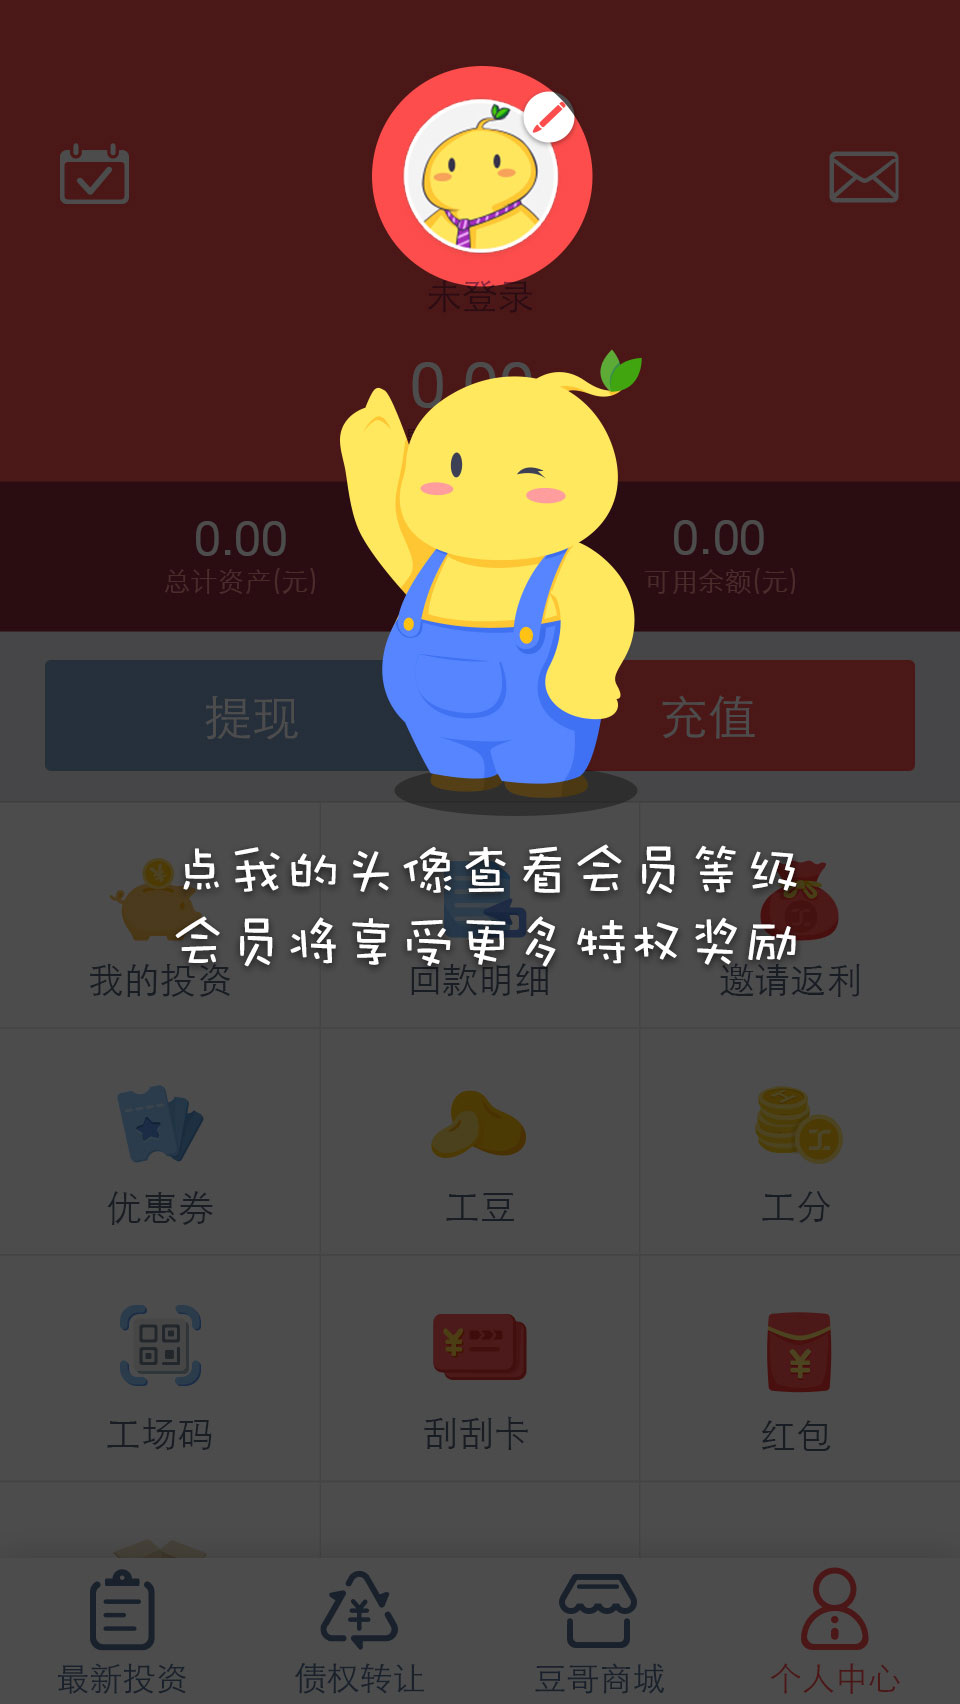 未登录
0.00
0.00
0.00
总计资产(元)
可用余额(元)
提现
充值
点我的头像查看会员等级
会员将享受更多特权奖励
我的投资
回款明细
邀请返利
优惠券
工豆
工分
工场码
刮刮卡
红包
最新投资
债权转让
豆哥商城
个人中心